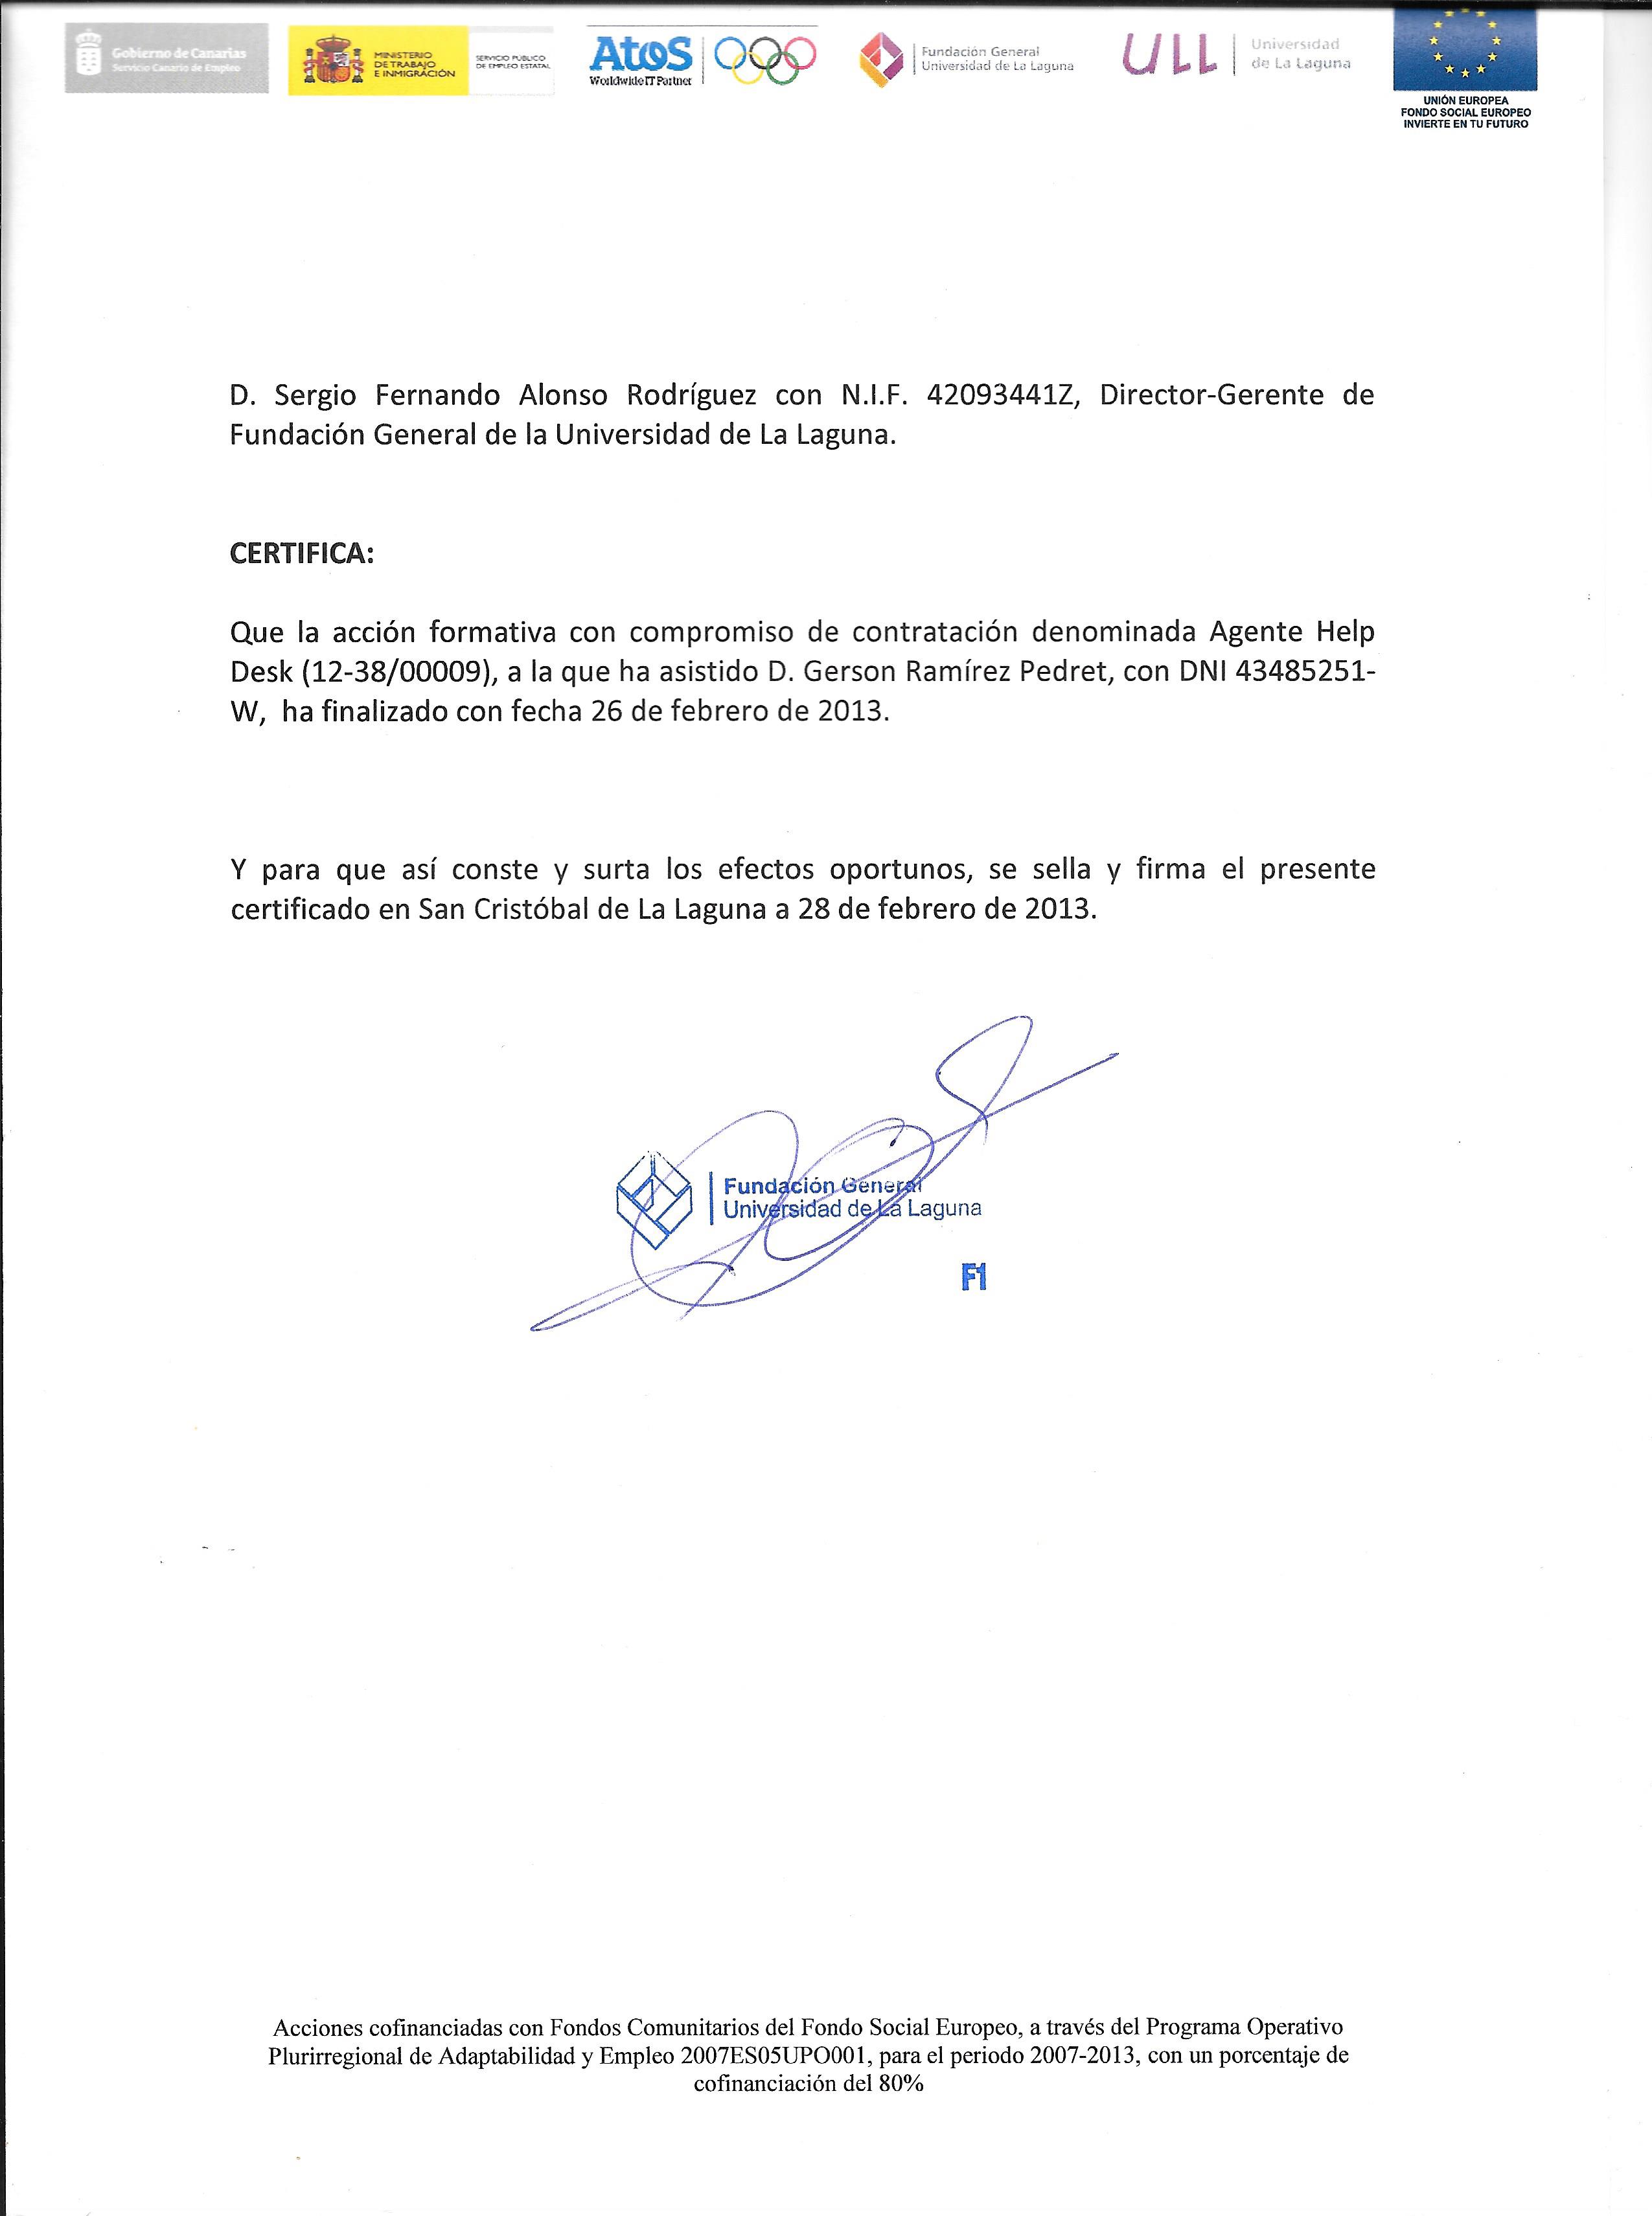 Gobierno de Canarias
Servicio Canario de Empleo
MINISTERIO
DE TRABAJO
E INMIGRACIÓN
SERVICIO PÚBLICO
DE EMPLEO ESTATAL
Atos
Worldwide IT Partner
Fundación General
Universidad de La Laguna
ULL
Universidad
de La Laguna
UNIÓN EUROPEA
FONDO SOCIAL EUROPEO
INVIERTE EN TU FUTURO
D. Sergio Fernando Alonso Rodríguez con N.I.F. 42093441Z, Director-Gerente de
Fundación General de la Universidad de La Laguna.
CERTIFICA:
Que la acción formativa con compromiso de contratación denominada Agente Help
Desk (12-38/00009), a la que ha asistido D. Gerson Ramírez Pedret, con DNI 43485251-
W, ha finalizado con fecha 26 de febrero de 2013.
Y para que así conste y surta los efectos oportunos, se sella y firma el presente
certificado en San Cristóbal de La Laguna a 28 de febrero de 2013.
Fundación General
Universidad de La Laguna
F1
Acciones cofinanciadas con Fondos Comunitarios del Fondo Social Europeo, a través del Programa Operativo
Plurirregional de Adaptabilidad y Empleo 2007ES05UPO001, para el periodo 2007-2013, con un porcentaje de
cofinanciación del 80%